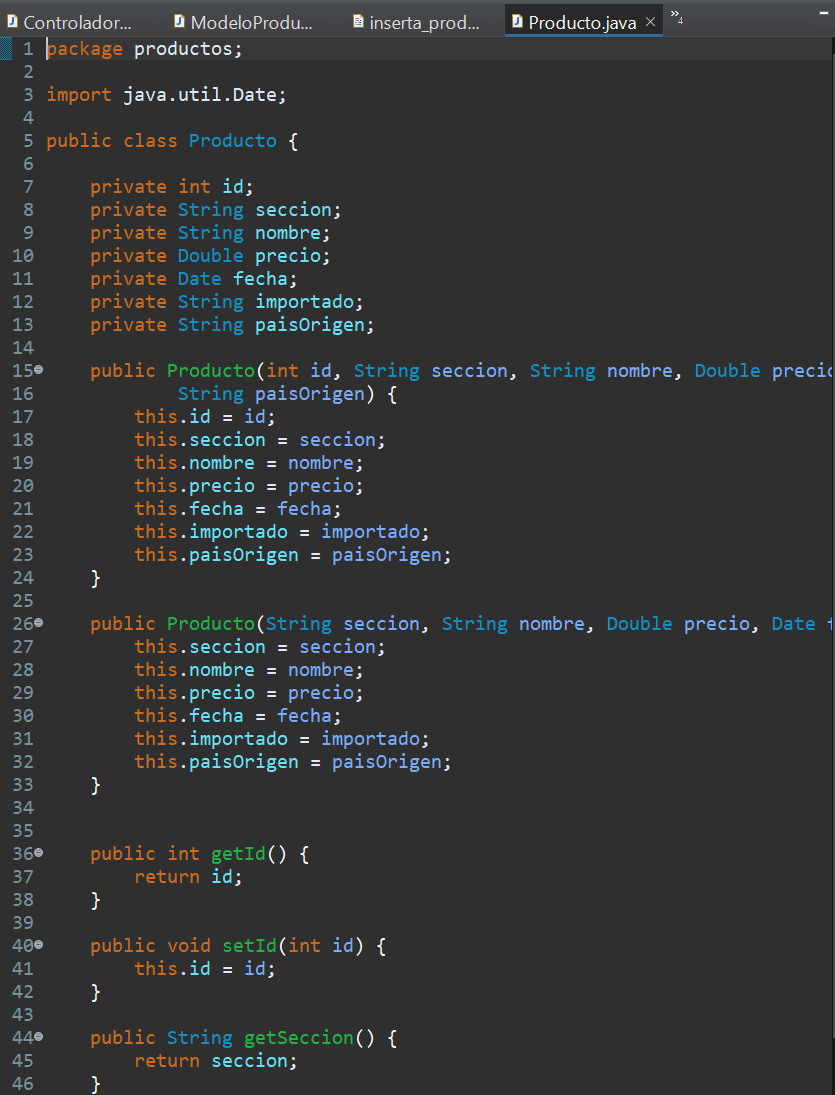 Controlador...
ModeloProdu...
inserta_prod...
Producto.java
»4
1 package productos;
2
3 import java.util.Date;
4
5 public class Producto {
6
7 private int id;
8 private String seccion;
9 private String nombre;
10 private Double precio;
11 private Date fecha;
12 private String importado;
13 private String paisOrigen;
14
15 public Producto(int id, String seccion, String nombre, Double
16 String paisOrigen) {
17 this.id = id;
18 this.seccion = seccion;
19 this.nombre = nombre;
20 this.precio = precio;
21 this.fecha = fecha;
22 this.importado = importado;
23 this.paisOrigen = paisOrigen;
24 }
25
26 public Producto(String seccion, String nombre, Double precio, Date
27 this.seccion = seccion;
28 this.nombre = nombre;
29 this.precio = precio;
30 this.fecha = fecha;
31 this.importado = importado;
32 this.paisOrigen = paisOrigen;
33 }
34
35
36 public int getId() {
37 return id;
38 }
39
40 public void setId(int id) {
41 this.id = id;
42 }
43
44 public String getSeccion() {
45 return seccion;
46 }